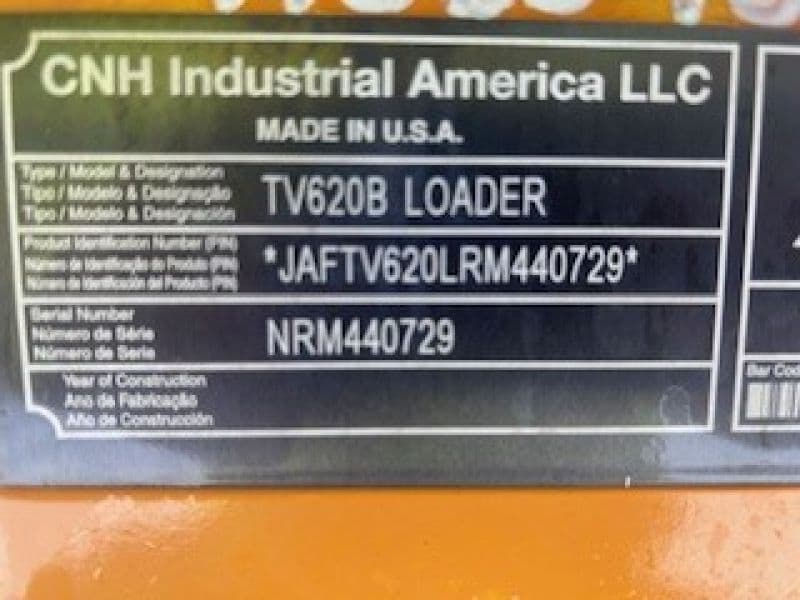 CNH Industrial America LLC
MADE IN U.S.A.
Type / Model & Designation
Tipo / Modelo & Designação
Tipo / Modelo & Designación
TV620B LOADER
Product Identification Number (PIN)
Número de Identificação do Produto (PIN)
Número de Identificación del Producto (PIN)
*JAFTV620LRM440729*
Serial Number
Número de Série
Número de Serie
NRM440729
Year of Construction
Ano de Fabricação
Año de Construcción
Bar Cod